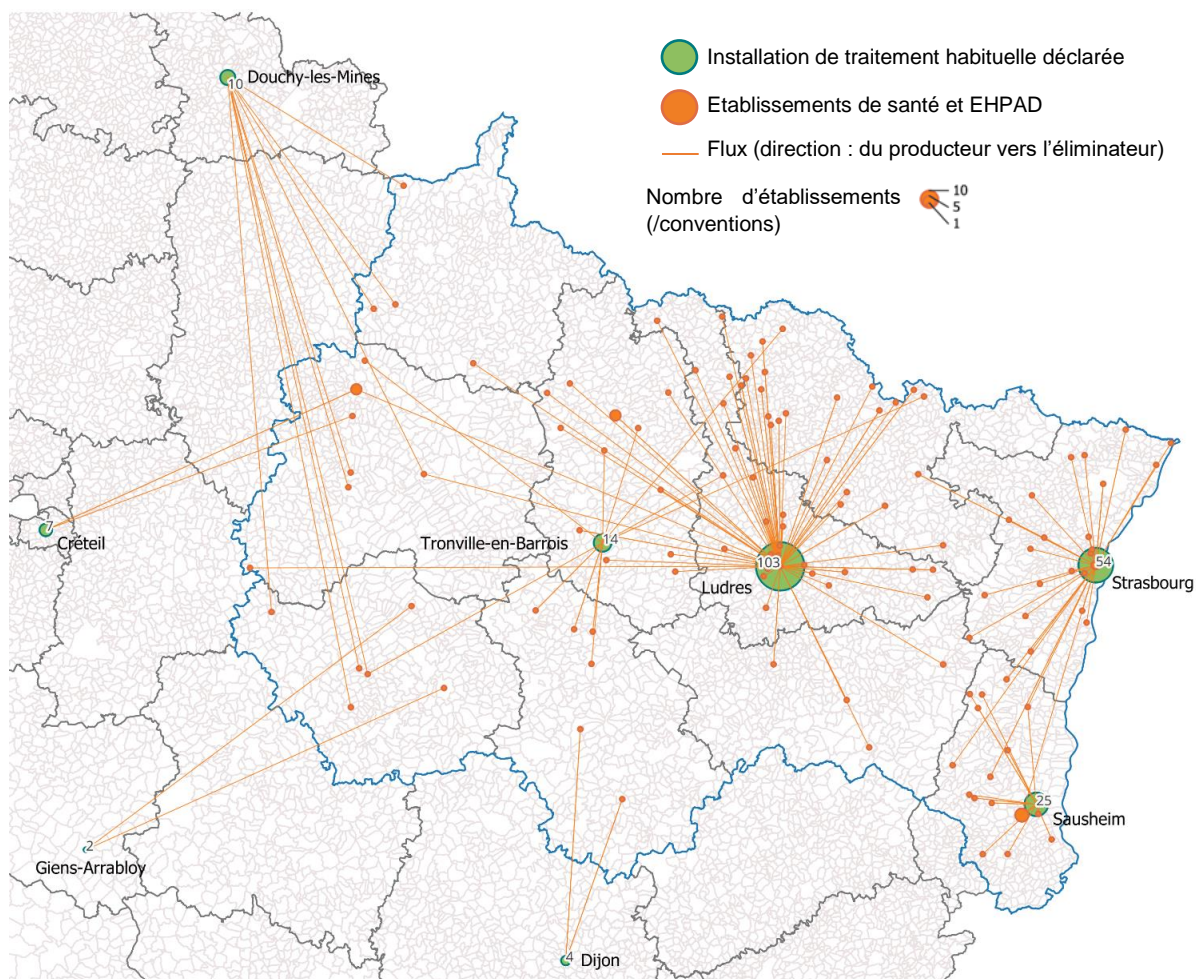 Installation de traitement habituelle déclarée
Etablissements de santé et EHPAD
Flux (direction : du producteur vers l'éliminateur)
Nombre d'établissements
(/conventions)
10
5
1
10
Douchy-les-Mines
7
Créteil
Tronville-en-Barrois
14
103
Ludres
54
Strasbourg
25
Sausheim
2
Giens-Arrabloy
4
Dijon